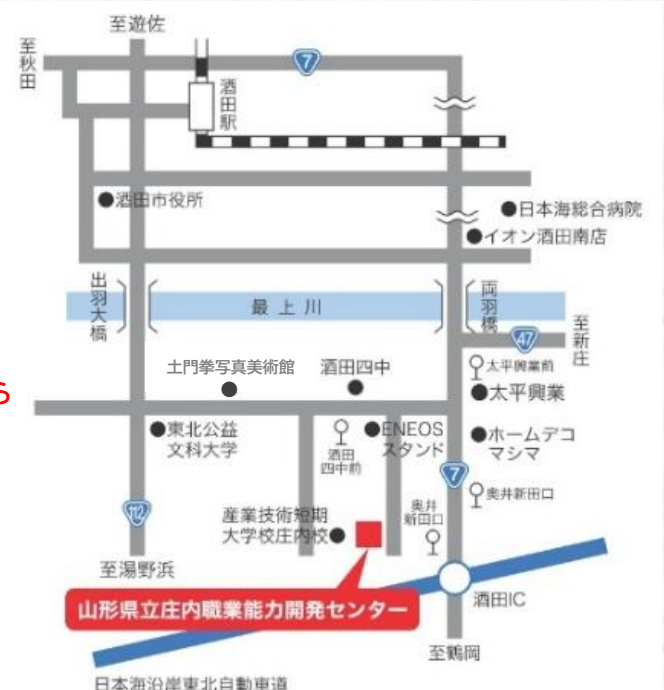 至遊佐
至秋田
7
酒田駅
酒田市役所
日本海総合病院
イオン酒田南店
出羽大橋
最上川
両羽橋
47
至新庄
土門拳写真美術館
酒田四中
太平興業前
太平興業
ら
東北公益
文科大学
酒田
四中前
ENEOS
スタンド
ホームデコ
マシマ
7
奥井新田口
112
産業技術短期
大学校庄内校
奥井
新田口
至湯野浜
山形県立庄内職業能力開発センター
酒田IC
至鶴岡
日本海沿岸東北自動車道